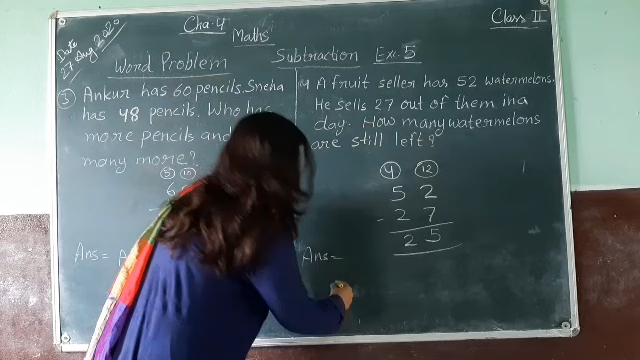 Date
27 Aug 2020
Cha.4
Maths
Class II
Word Problem
Subtraction Ex.5
3 Ankur has 60 pencils. Sneha
has 48 pencils. Who has
more pencils and
many more?
5 10
6
-
Ans=
A fruit seller has 52 watermelons.
He sells 27 out of them in a
day. How many watermelons
are still left?
4 12
5 2
- 2 7
2 5
Ans=